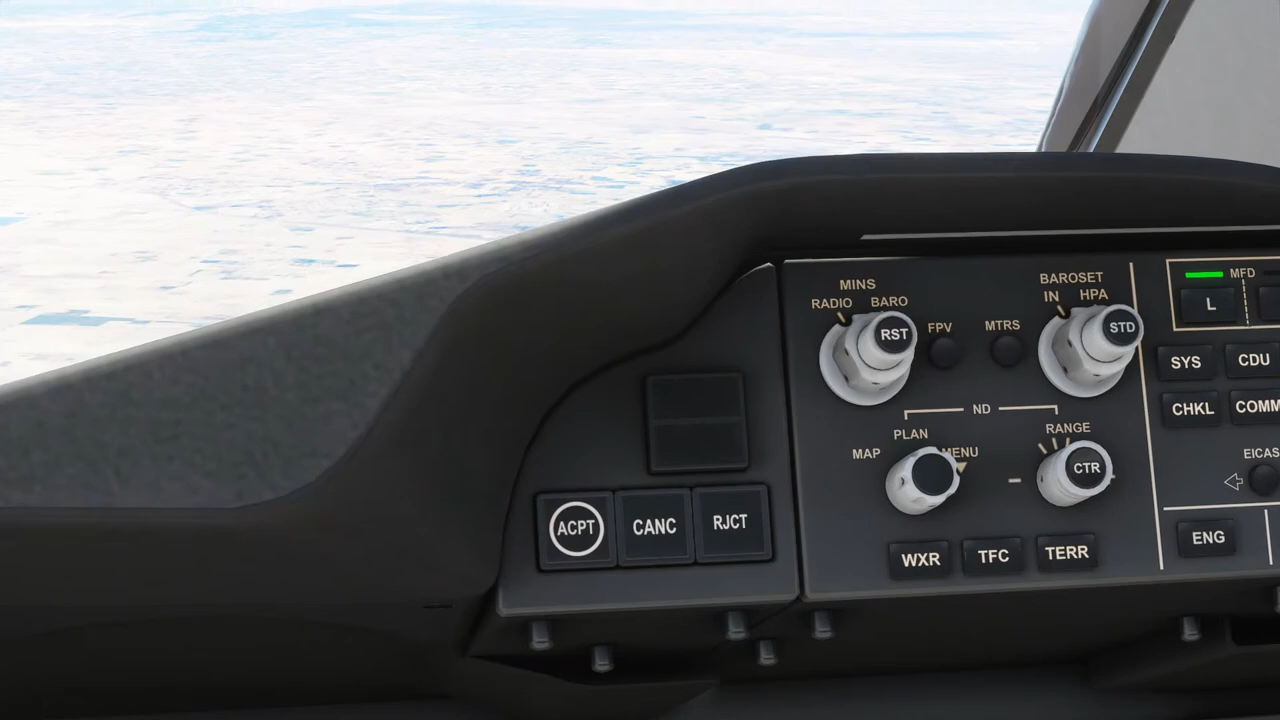 MINS
RADIO BARO
RST
FPV
MTRS
BAROSET
IN HPA
STD
MFD
L
SYS
CDU
CHKL
COMM
ND
PLAN
MAP
MENU
RANGE
CTR
EICAS
ACPT
CANC
RJCT
WXR
TFC
TERR
ENG